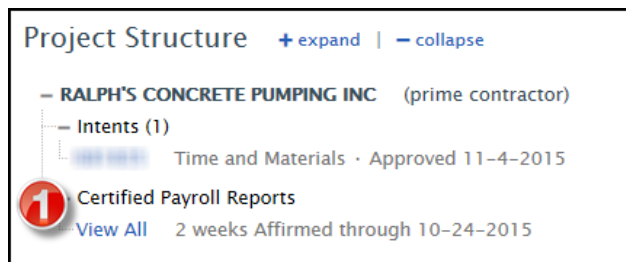 Project Structure + expand | − collapse
− RALPH'S CONCRETE PUMPING INC (prime contractor)
− Intents (1)
Time and Materials · Approved 11-4-2015
1 Certified Payroll Reports
View All 2 weeks Affirmed through 10-24-2015